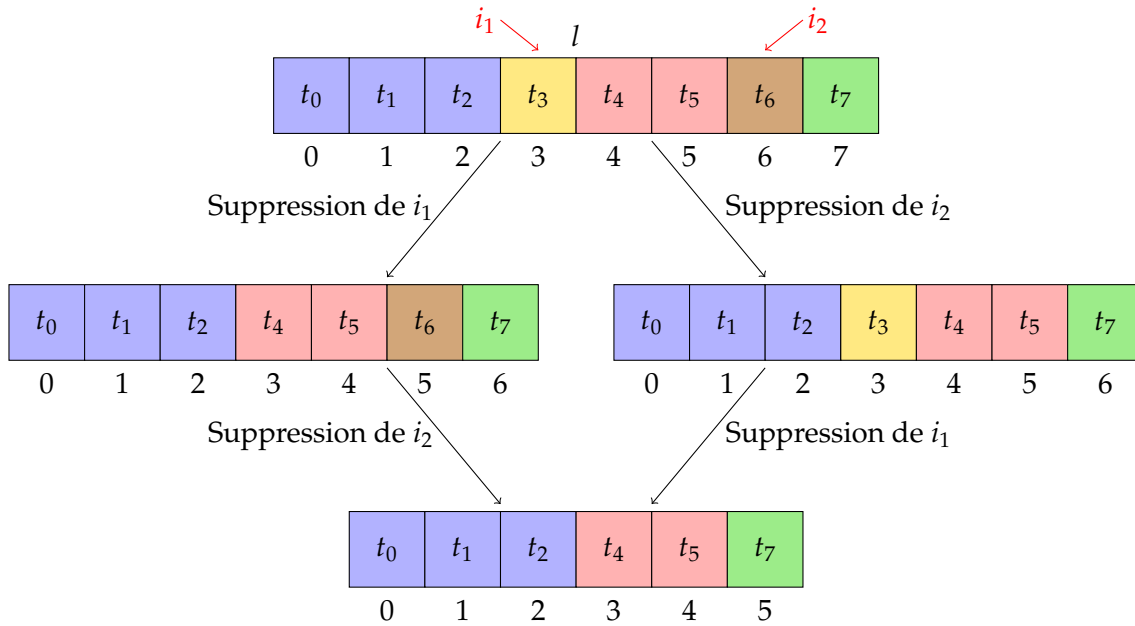 i₁ l i₂
t₀ t₁ t₂ t₃ t₄ t₅ t₆ t₇
0 1 2 3 4 5 6 7
Suppression de i₁ Suppression de i₂
t₀ t₁ t₂ t₄ t₅ t₆ t₇ t₀ t₁ t₂ t₃ t₄ t₅ t₇
0 1 2 3 4 5 6 0 1 2 3 4 5 6
Suppression de i₂ Suppression de i₁
t₀ t₁ t₂ t₄ t₅ t₇
0 1 2 3 4 5